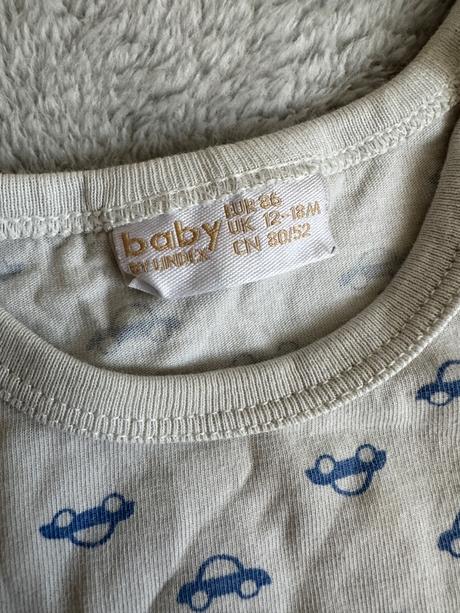 baby
BY LINDEX
EUR 86
UK 12-18M
CN 80/52